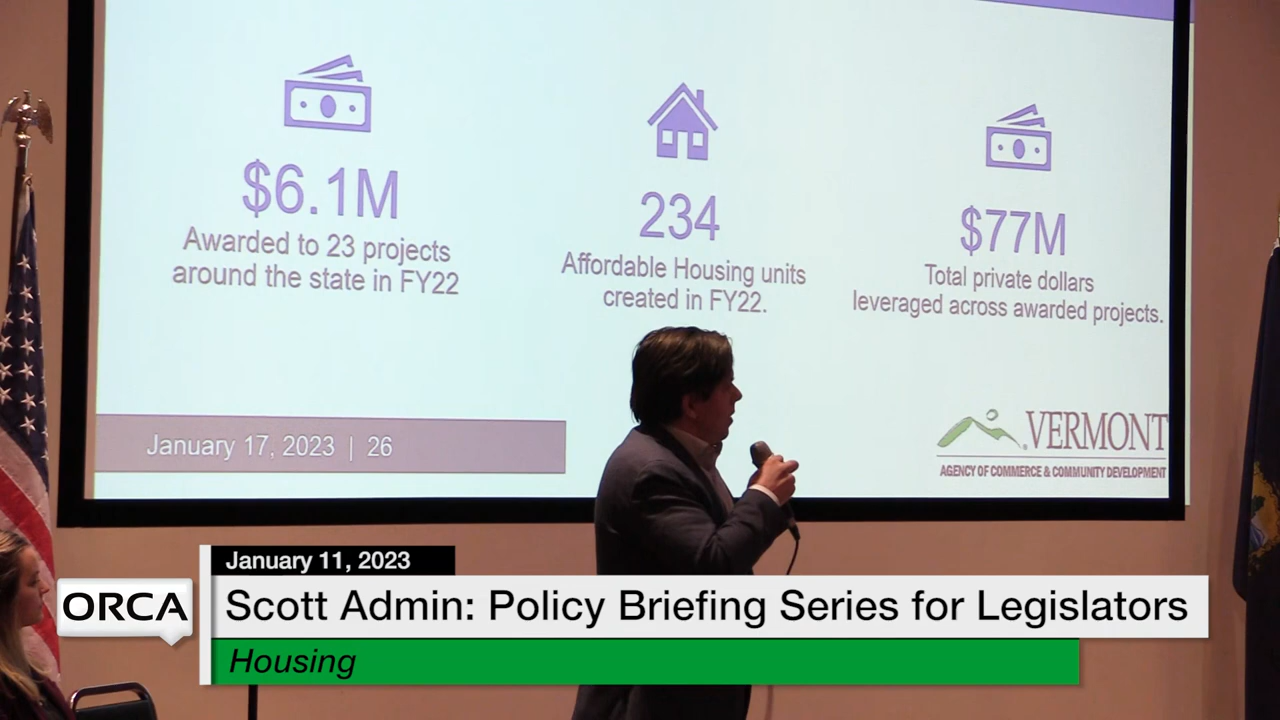 $6.1M
Awarded to 23 projects
around the state in FY22
234
Affordable Housing units
created in FY22.
$77M
Total private dollars
leveraged across awarded projects.
January 17, 2023 | 26
VERMONT
AGENCY OF COMMERCE & COMMUNITY DEVELOPMENT
January 11, 2023
ORCA
Scott Admin: Policy Briefing Series for Legislators
Housing